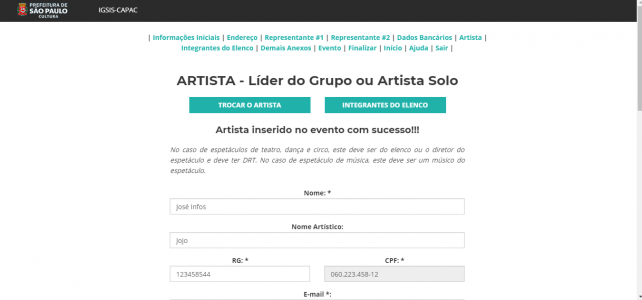 PREFEITURA DE
SÃO PAULO
CULTURA
IGSIS-CAPAC
| Informações Iniciais | Endereço | Representante #1 | Representante #2 | Dados Bancários | Artista |
Integrantes do Elenco | Demais Anexos | Evento | Finalizar | Início | Ajuda | Sair |
ARTISTA - Líder do Grupo ou Artista Solo
TROCAR O ARTISTA
INTEGRANTES DO ELENCO
Artista inserido no evento com sucesso!!!
No caso de espetáculos de teatro, dança e circo, este deve ser do elenco ou o diretor do
espetáculo e deve ter DRT. No caso de espetáculo de música, este deve ser um músico do
espetáculo.
Nome: *
José Infos
Nome Artístico:
Jojo
RG: *
CPF: *
123458544
060.223.458-12
E-mail *: